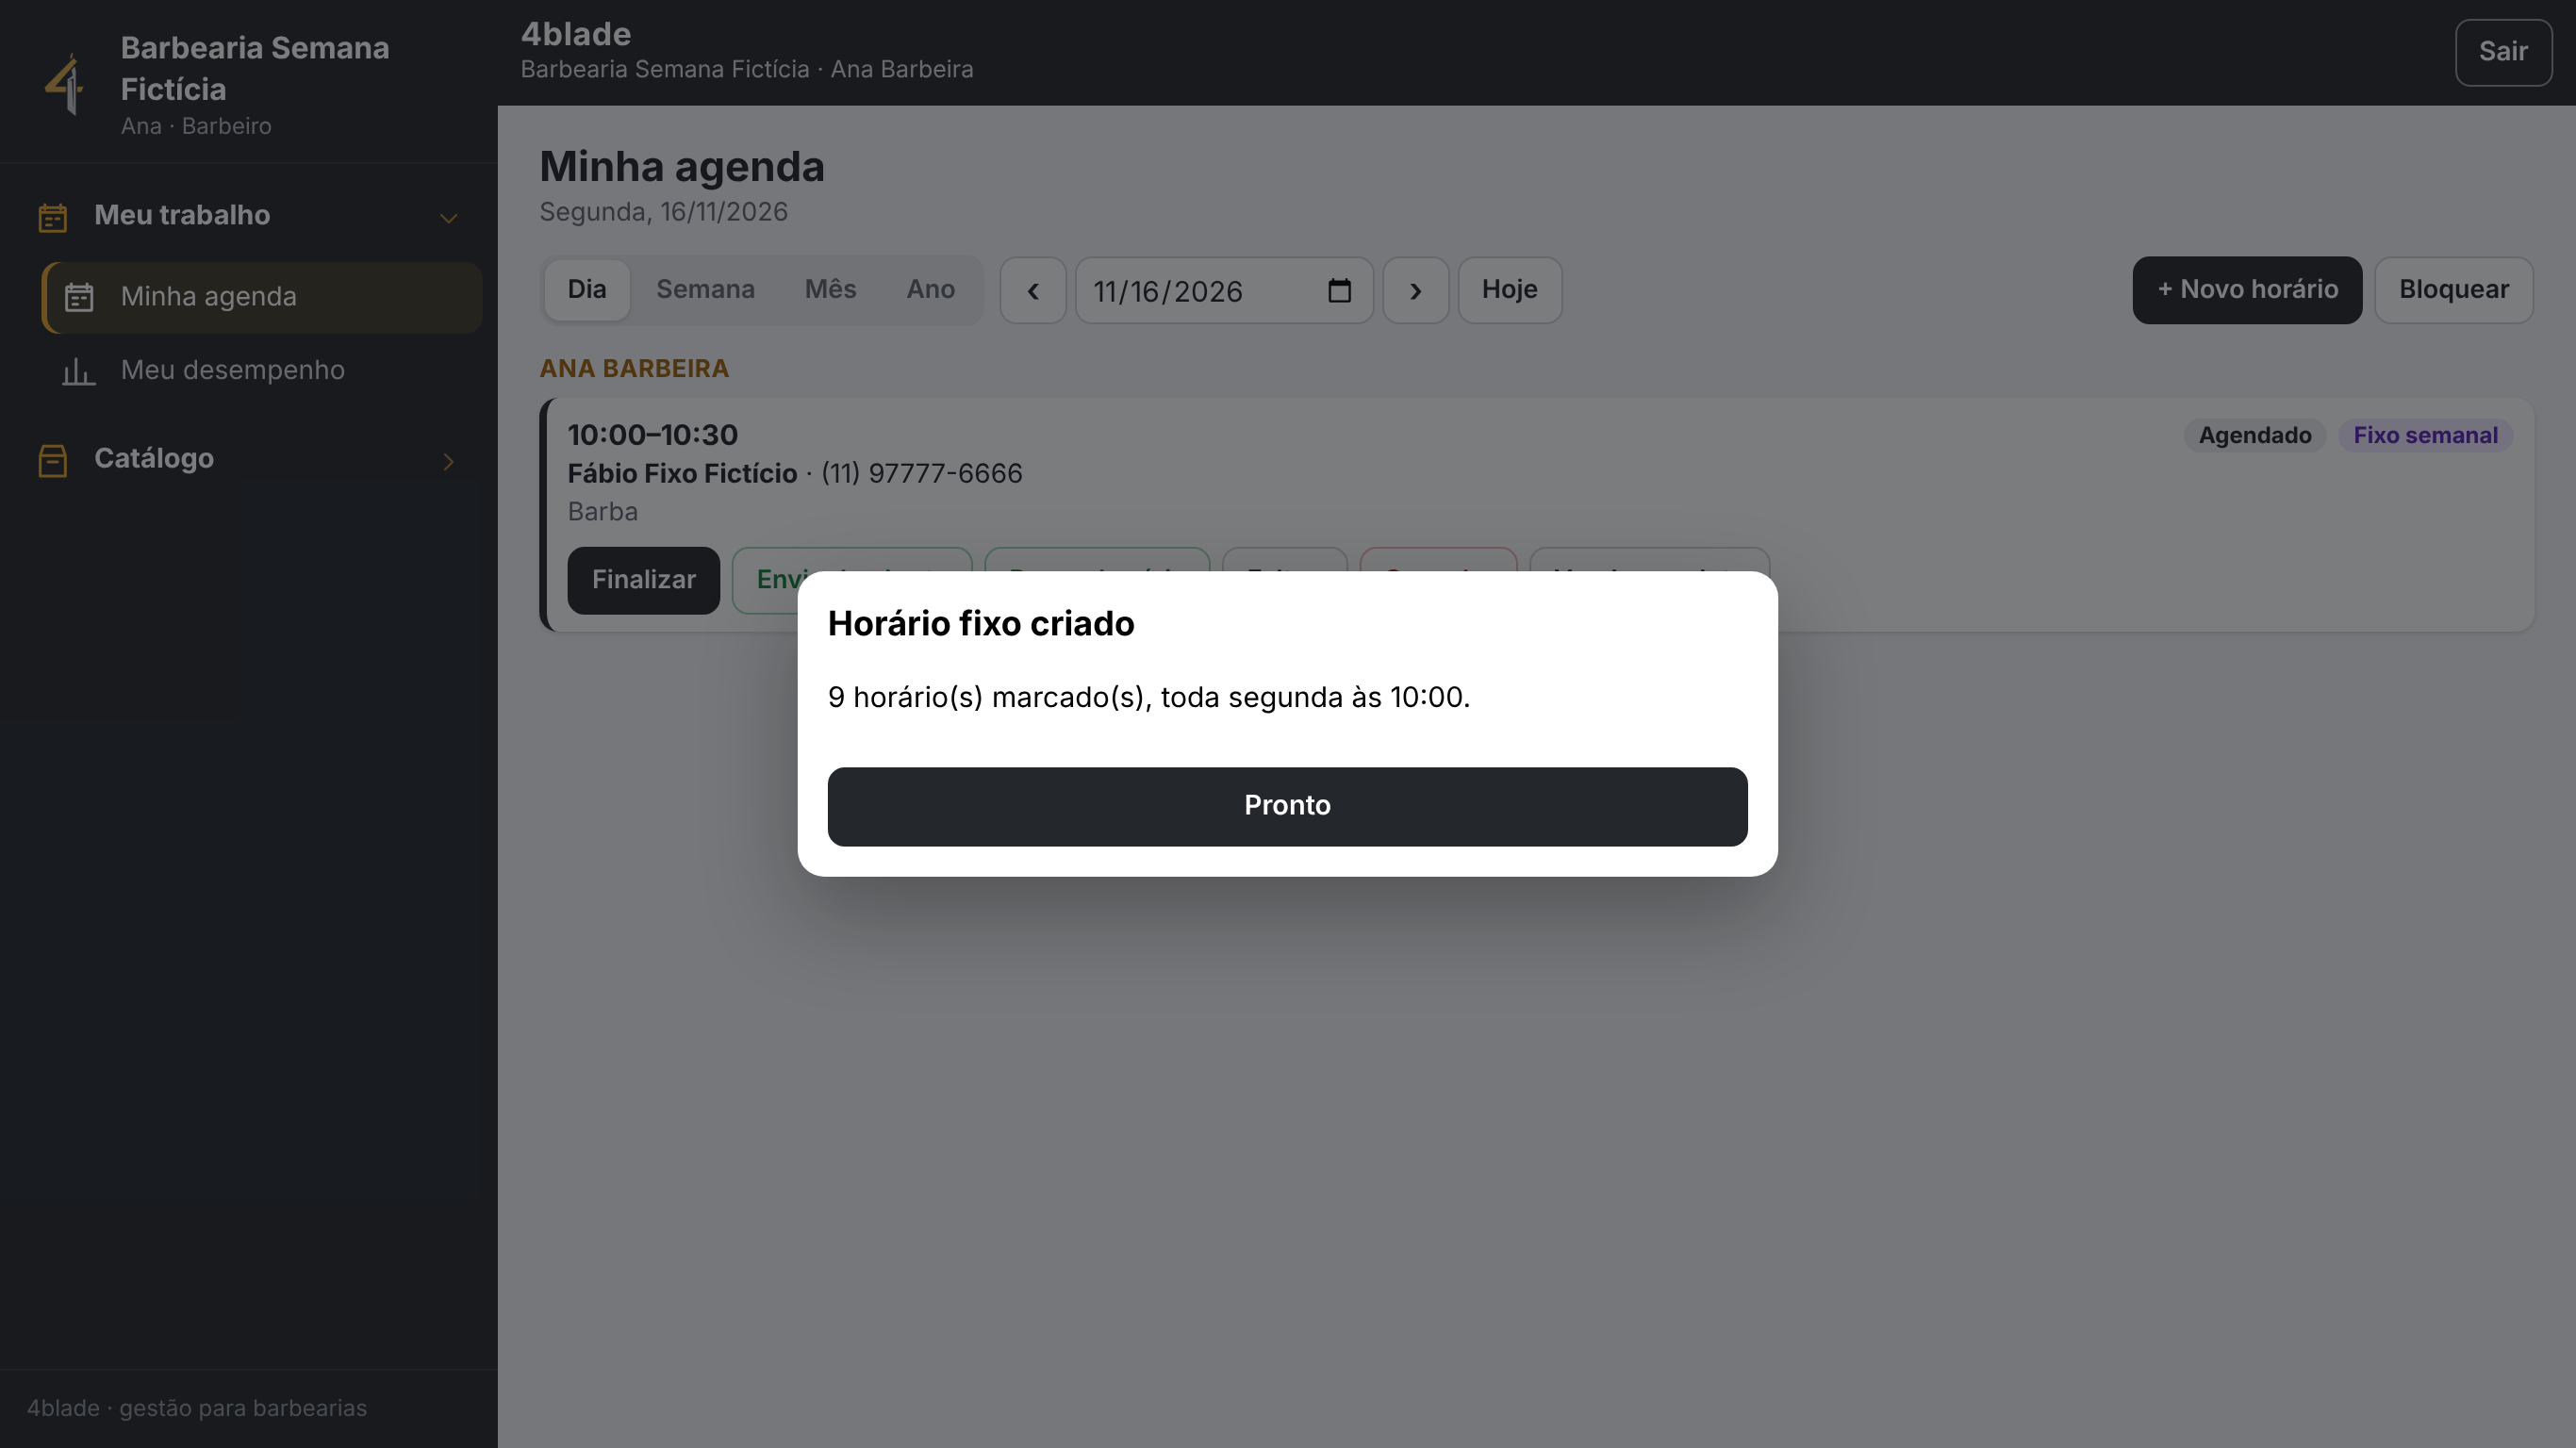 Barbearia Semana
Fictícia
Ana · Barbeiro
Meu trabalho
Minha agenda
Meu desempenho
Catálogo
4blade · gestão para barbearias
4blade
Barbearia Semana Fictícia · Ana Barbeira
Sair
Minha agenda
Segunda, 16/11/2026
Dia Semana Mês Ano ‹ 11/16/2026 › Hoje + Novo horário Bloquear
ANA BARBEIRA
10:00–10:30 Agendado Fixo semanal
Fábio Fixo Fictício · (11) 97777-6666
Barba
Finalizar
Horário fixo criado
9 horário(s) marcado(s), toda segunda às 10:00.
Pronto